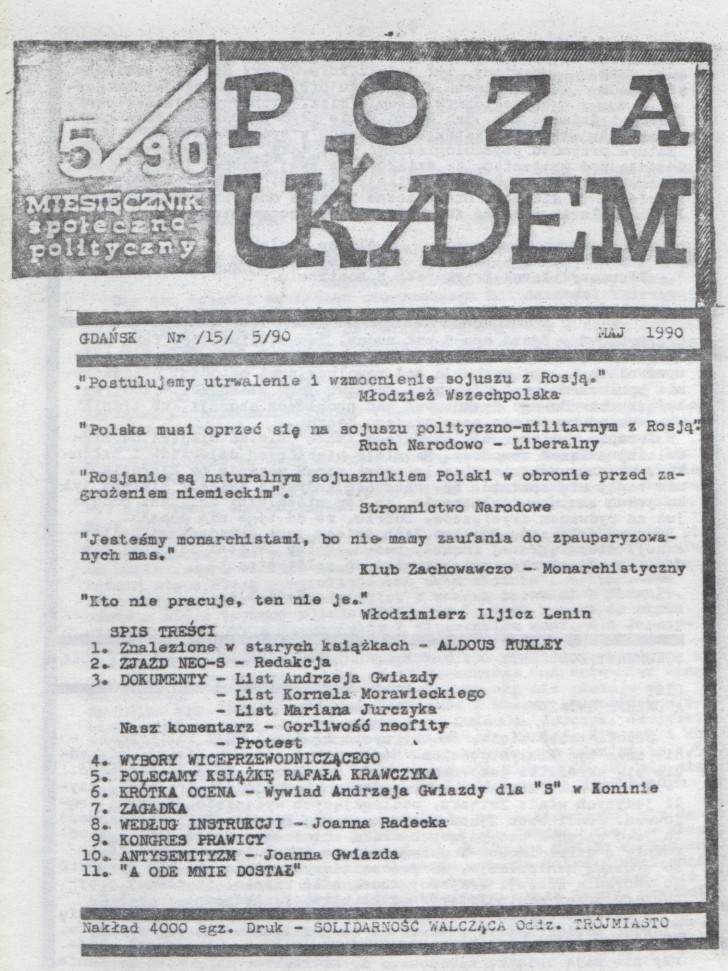 5/90
MIESIĘCZNIK
społeczno-
polityczny
POZA
UKŁADEM
GDAŃSK Nr /15/ 5/90 MAJ 1990
"Postulujemy utrwalenie i wzmocnienie sojuszu z Rosją."
Młodzież Wszechpolska
"Polska musi oprzeć się na sojuszu polityczno-militarnym z Rosją".
Ruch Narodowo - Liberalny
"Rosjanie są naturalnym sojusznikiem Polski w obronie przed za-
grożeniem niemieckim".
Stronnictwo Narodowe
"Jesteśmy monarchistami, bo nie mamy zaufania do zpauperyzowa-
nych mas."
Klub Zachowawczo - Monarchistyczny
"Kto nie pracuje, ten nie je."
Włodzimierz Iljicz Lenin
SPIS TREŚCI
1. Znalezione w starych książkach - ALDOUS HUXLEY
2. ZJAZD NEO-S - Redakcja
3. DOKUMENTY - List Andrzeja Gwiazdy
- List Kornela Morawieckiego
- List Mariana Jurczyka
Nasz komentarz - Gorliwość neofity
- Protest
4. WYBORY WICEPRZEWODNICZĄCEGO
5. POLECAMY KSIĄŻKĘ RAFAŁA KRAWCZYKA
6. KRÓTKA OCENA - Wywiad Andrzeja Gwiazdy dla "S" w Koninie
7. ZAGADKA
8. WEDŁUG INSTRUKCJI - Joanna Radecka
9. KONGRES PRAWICY
10. ANTYSEMITYZM - Joanna Gwiazda
11. "A ODE MNIE DOSTAŁ"
Nakład 4000 egz. Druk - SOLIDARNOŚĆ WALCZĄCA Oddz. TRÓJMIASTO